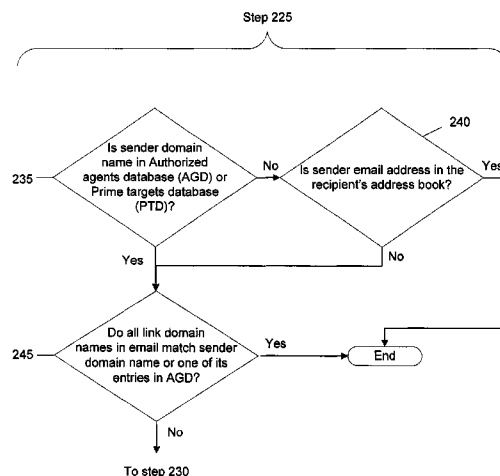 Step 225
235
Is sender domain
name in Authorized
agents database (AGD) or
Prime targets database
(PTD)?
No
240
Is sender email address in the
recipient's address book?
Yes
Yes
No
245
Do all link domain
names in email match sender
domain name or one of its
entries in AGD?
Yes
End
No
To step 230